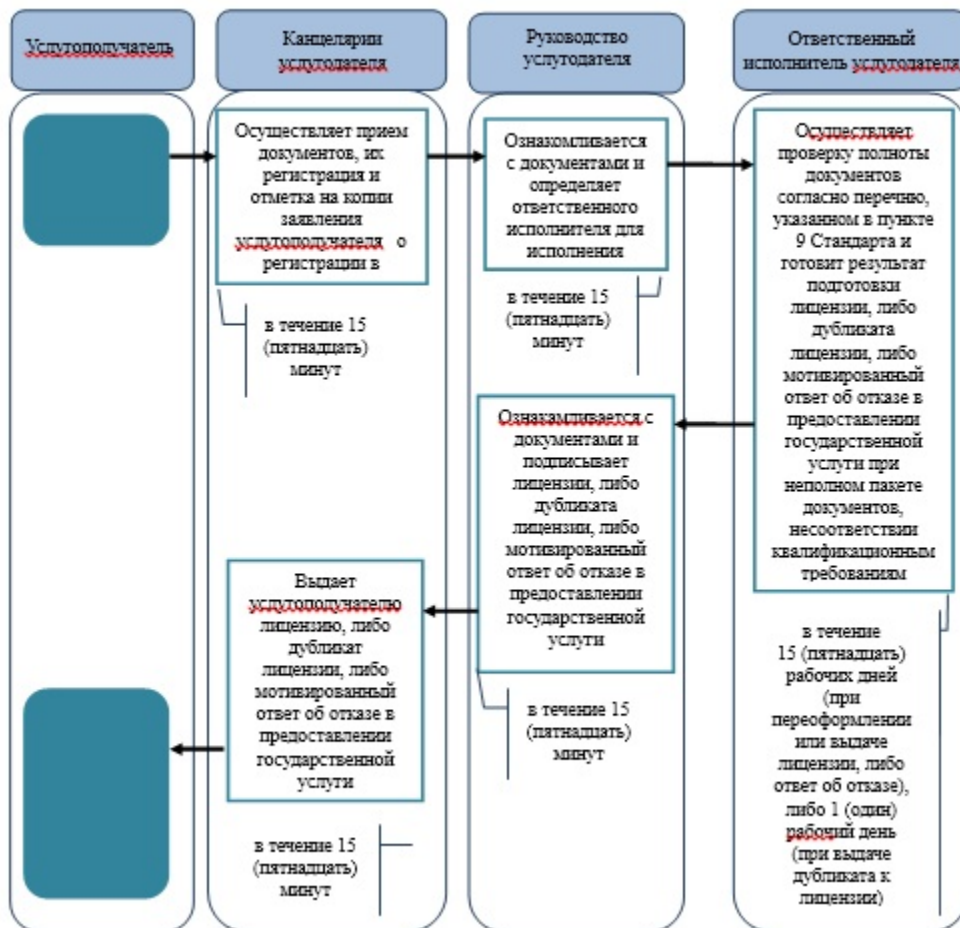 Услутополучатель
Канцелярии
услутодателя
Руководство
услутодателя
Ответственный
исполнитель услутодателя
Осуществляет прием
документов, их
регистрация и
отметка на копии
заявления
услутополучателя о
регистрации в
в течение 15
(пятнадцать)
минут
Ознакомливается
с документами и
определяет
ответственного
исполнителя для
исполнения
в течение 15
(пятнадцать)
минут
Осуществляет
проверку полноты
документов
согласно перечню,
указанном в пункте
9 Стандарта и
готовит результат
подготовки
лицензии, либо
дубликата
лицензии, либо
мотивированный
ответ об отказе в
предоставлении
государственной
услуги при
неполном пакете
документов,
несоответствии
квалификационным
требованиям
в течение
15 (пятнадцать)
рабочих дней
(при
переоформлении
или выдаче
лицензии, либо
ответ об отказе),
либо 1 (один)
рабочий день
(при выдаче
дубликата к
лицензии)
Ознакамливается с
документами и
подписывает
лицензии, либо
дубликата
лицензии, либо
мотивированный
ответ об отказе в
предоставлении
государственной
услуги
в течение 15
(пятнадцать)
минут
Выдает
услутополучателю
лицензию, либо
дубликат
лицензии, либо
мотивированный
ответ об отказе в
предоставлении
государственной
услуги
в течение 15
(пятнадцать)
минут